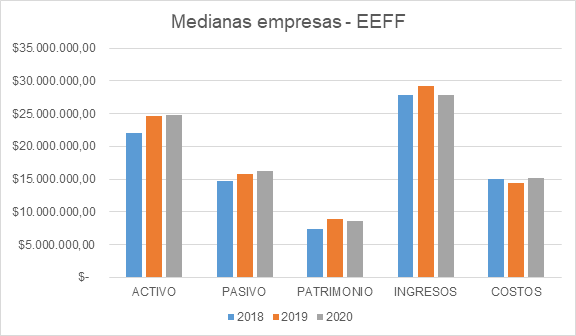 Medianas empresas - EEFF
$35.000.000,00
$30.000.000,00
$25.000.000,00
$20.000.000,00
$15.000.000,00
$10.000.000,00
$5.000.000,00
$-
ACTIVO PASIVO PATRIMONIO INGRESOS COSTOS
2018 2019 2020